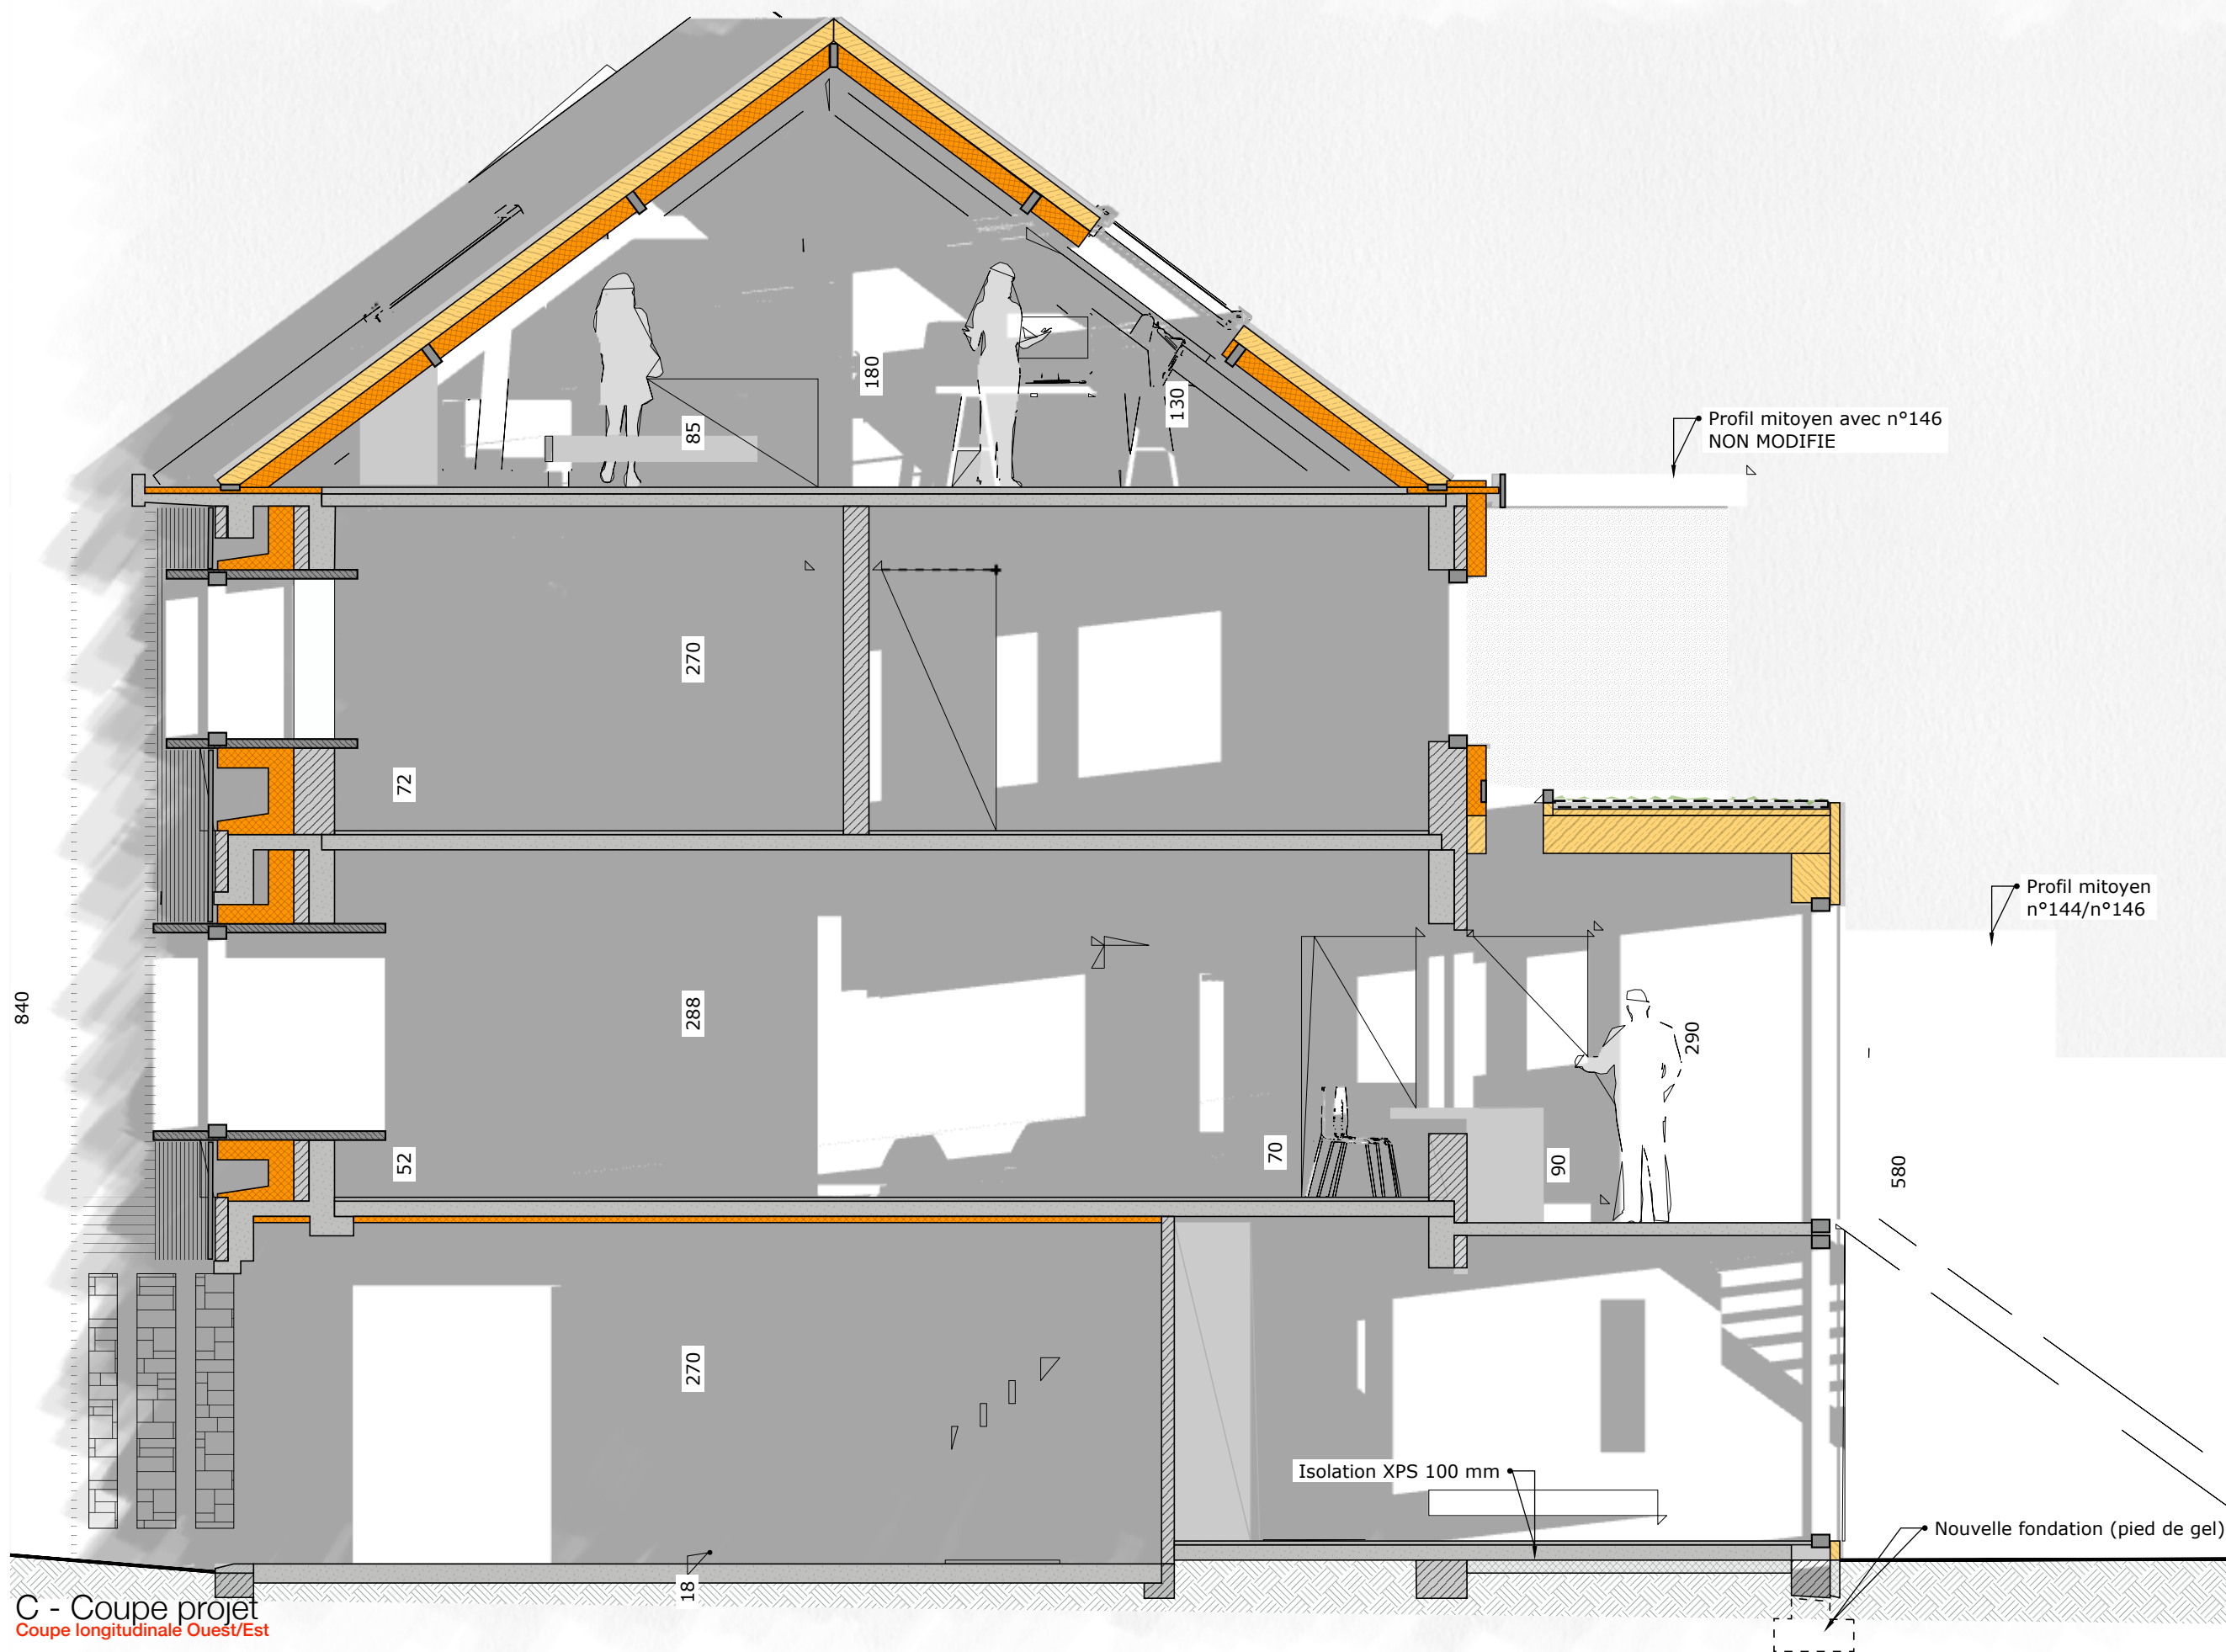 180
130
85
Profil mitoyen avec n°146
NON MODIFIE
270
72
Profil mitoyen
n°144/n°146
840
288
290
52
70
90
580
270
Isolation XPS 100 mm
Nouvelle fondation (pied de gel)
18
C - Coupe projet
Coupe longitudinale Ouest/Est